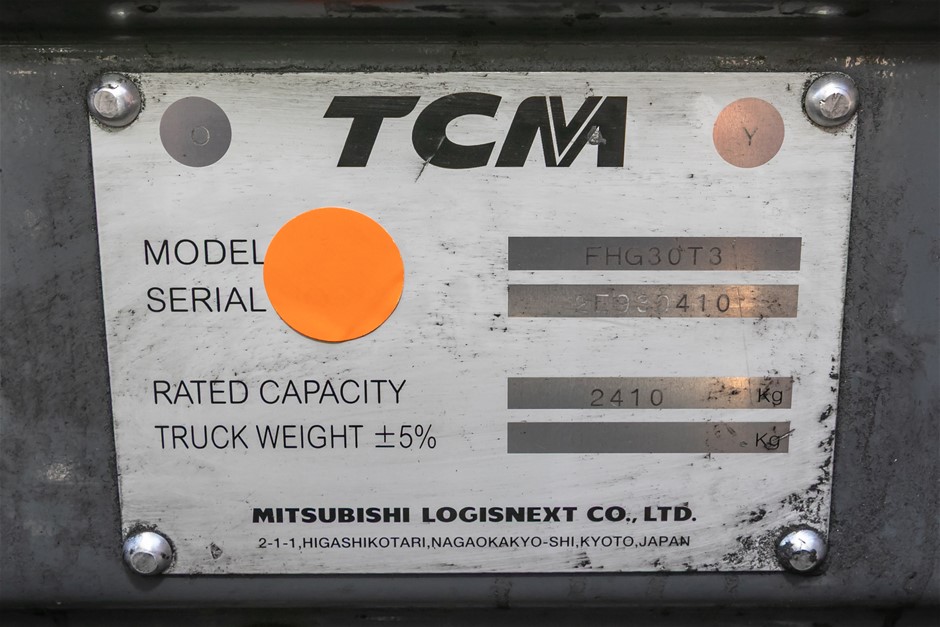 O TCM Y
MODEL FHG30T3
SERIAL
RATED CAPACITY 2410 Kg
TRUCK WEIGHT ±5% Kg
MITSUBISHI LOGISNEXT CO., LTD.
2-1-1,HIGASHIKOTARI,NAGAOKAKYO-SHI,KYOTO,JAPAN